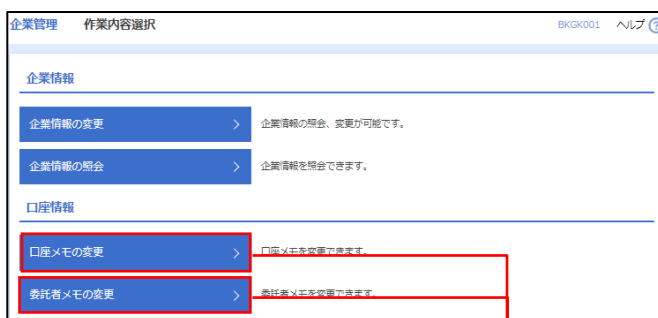 企業管理 作業内容選択 BKGK001 ヘルプ ?
企業情報
企業情報の変更 企業情報の照会、変更が可能です。
企業情報の照会 企業情報を照会できます。
口座情報
口座メモの変更 口座メモを変更できます。
委託者メモの変更 委託者メモを変更できます。